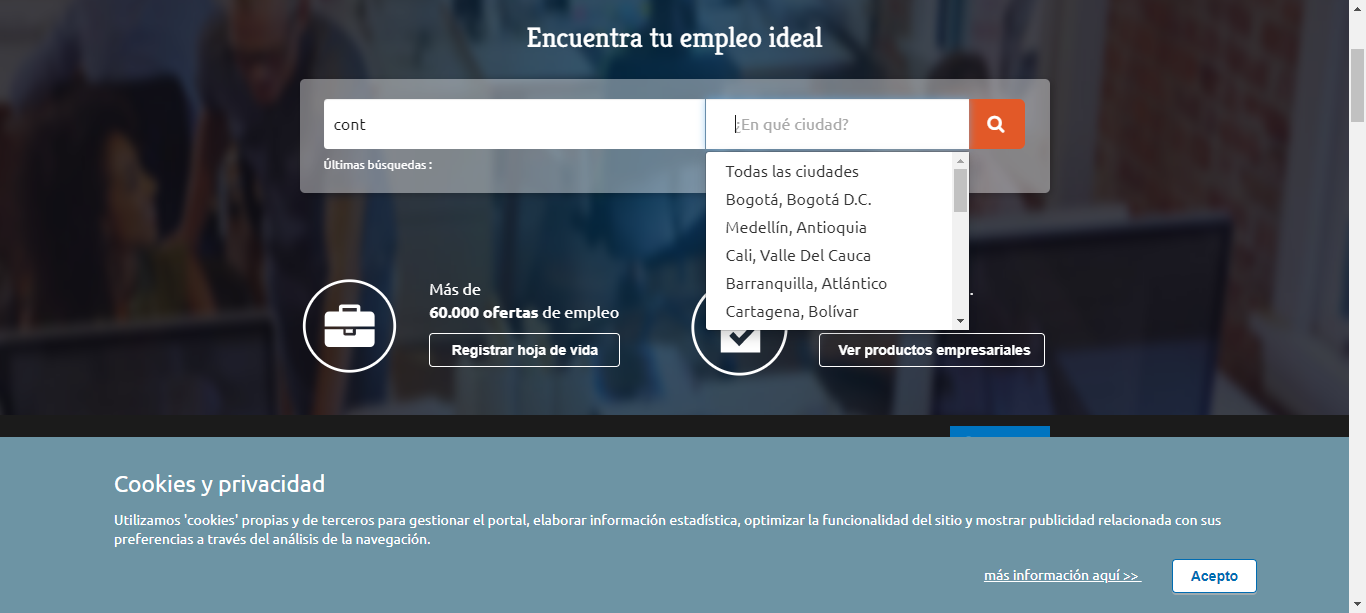 Encuentra tu empleo ideal
cont
¿En qué ciudad?
Últimas búsquedas :
Todas las ciudades
Bogotá, Bogotá D.C.
Medellín, Antioquia
Cali, Valle Del Cauca
Barranquilla, Atlántico
Cartagena, Bolívar
Más de
60.000 ofertas de empleo
Registrar hoja de vida
Ver productos empresariales
Cookies y privacidad
Utilizamos 'cookies' propias y de terceros para gestionar el portal, elaborar información estadística, optimizar la funcionalidad del sitio y mostrar publicidad relacionada con sus
preferencias a través del análisis de la navegación.
más información aquí >>
Acepto